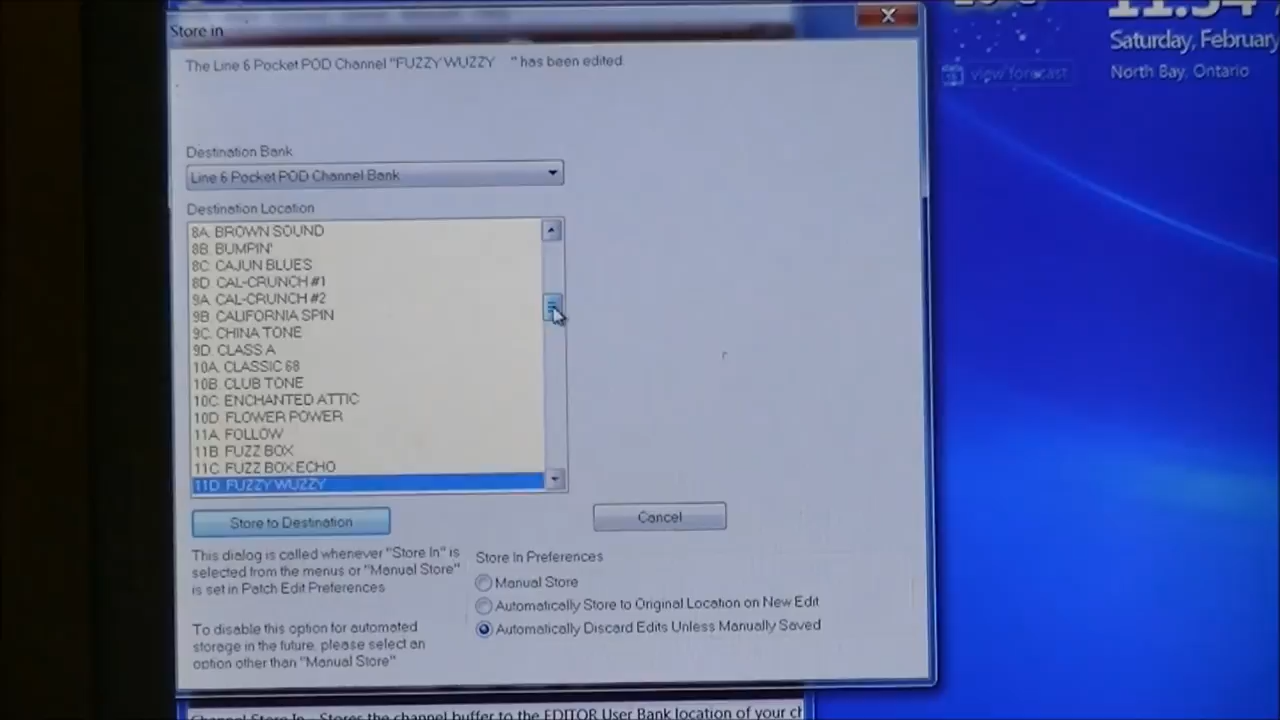 Store in
Saturday, February
view forecast
North Bay, Ontario
The Line 6 Pocket POD Channel "FUZZY WUZZY " has been edited.
Destination Bank
Line 6 Pocket POD Channel Bank
Destination Location
8A. BROWN SOUND
8B. BUMPIN'
8C. CAJUN BLUES
8D. CAL-CRUNCH #1
9A. CAL-CRUNCH #2
9B. CALIFORNIA SPIN
9C. CHINA TONE
9D. CLASS A
10A. CLASSIC 68
10B. CLUB TONE
10C. ENCHANTED ATTIC
10D. FLOWER POWER
11A. FOLLOW
11B. FUZZ BOX
11C. FUZZ BOX ECHO
11D. FUZZY WUZZY
Store to Destination
Cancel
This dialog is called whenever "Store In" is
selected from the menus or "Manual Store"
is set in Patch Edit Preferences
To disable this option for automated
storage in the future, please select an
option other than "Manual Store"
Store In Preferences
Manual Store
Automatically Store to Original Location on New Edit
Automatically Discard Edits Unless Manually Saved
Channel Store In - Stores the channel buffer to the EDITOR User Bank location of your